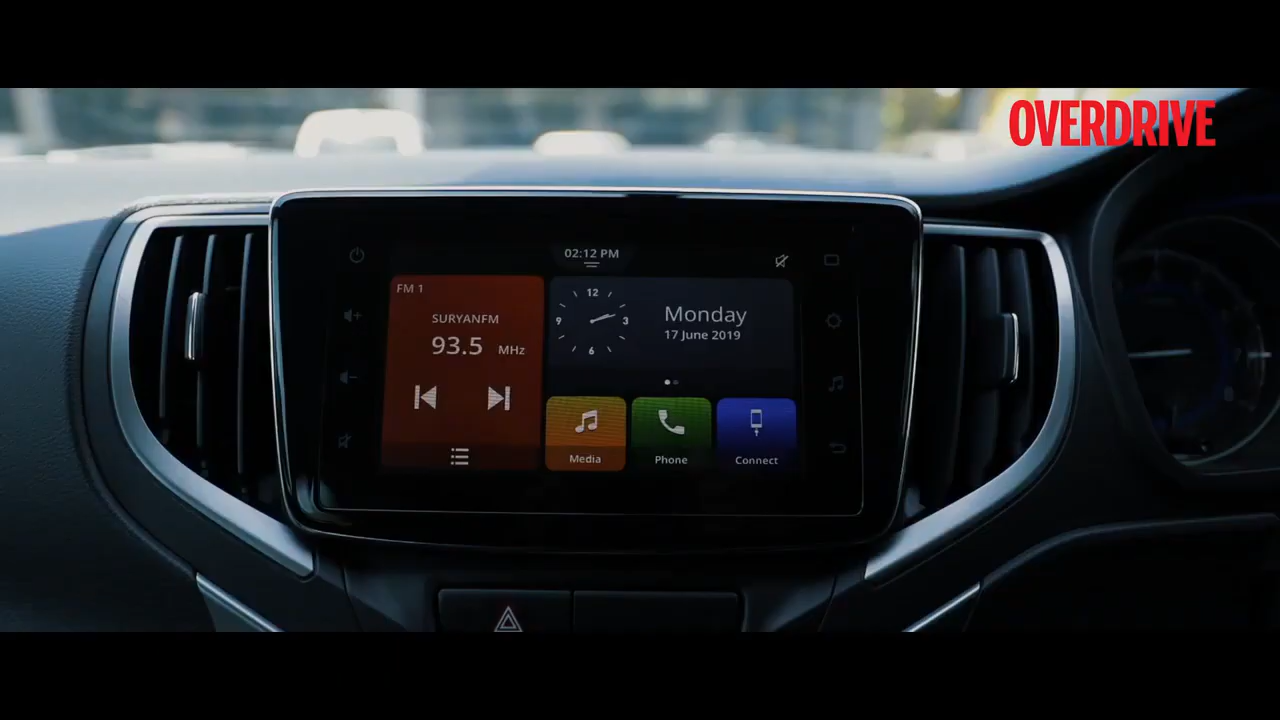 OVERDRIVE
02:12 PM
FM 1
SURYANFM
93.5 MHz
12
9 3
6
Monday
17 June 2019
Media
Phone
Connect